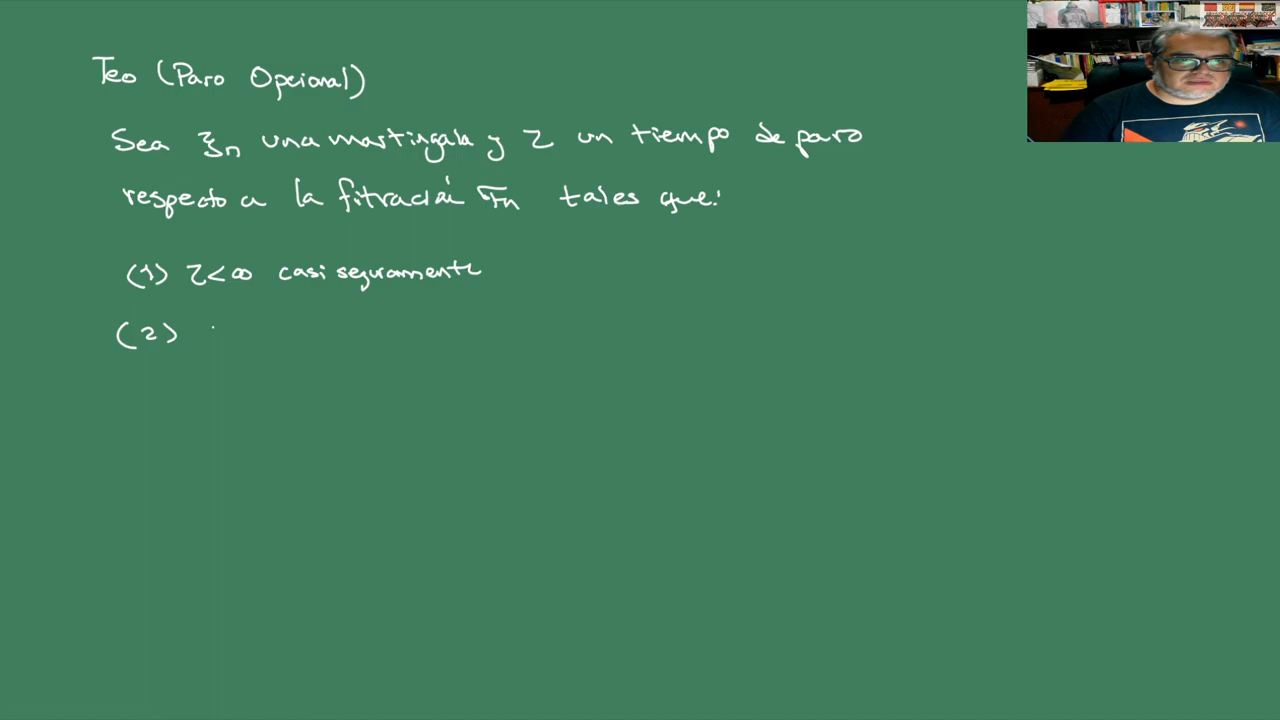 Teo (Paro Opcional)
Sea ξn una martingala y τ un tiempo de paro
respecto a la fitración Fn tales que:
(1) τ<∞ casi seguramente
(2)